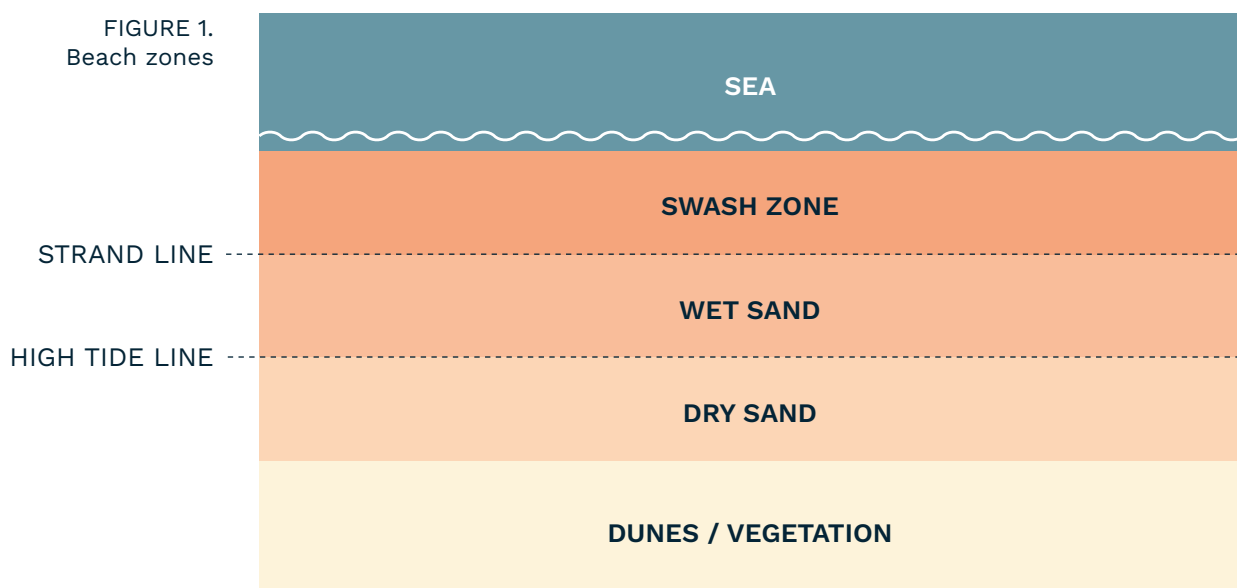 FIGURE 1.
Beach zones
SEA
SWASH ZONE
STRAND LINE
WET SAND
HIGH TIDE LINE
DRY SAND
DUNES / VEGETATION